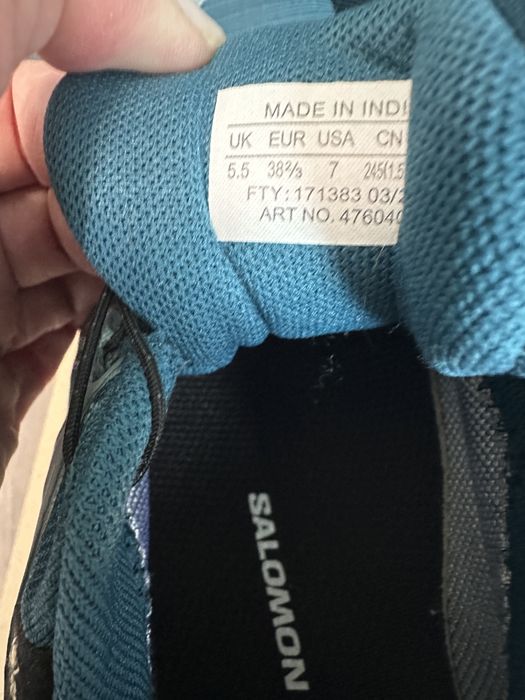 MADE IN INDI
UK EUR USA CN
5.5 38⅔ 7 245(1.5
FTY: 171383 03/2
ART NO. 476040
SALOMON